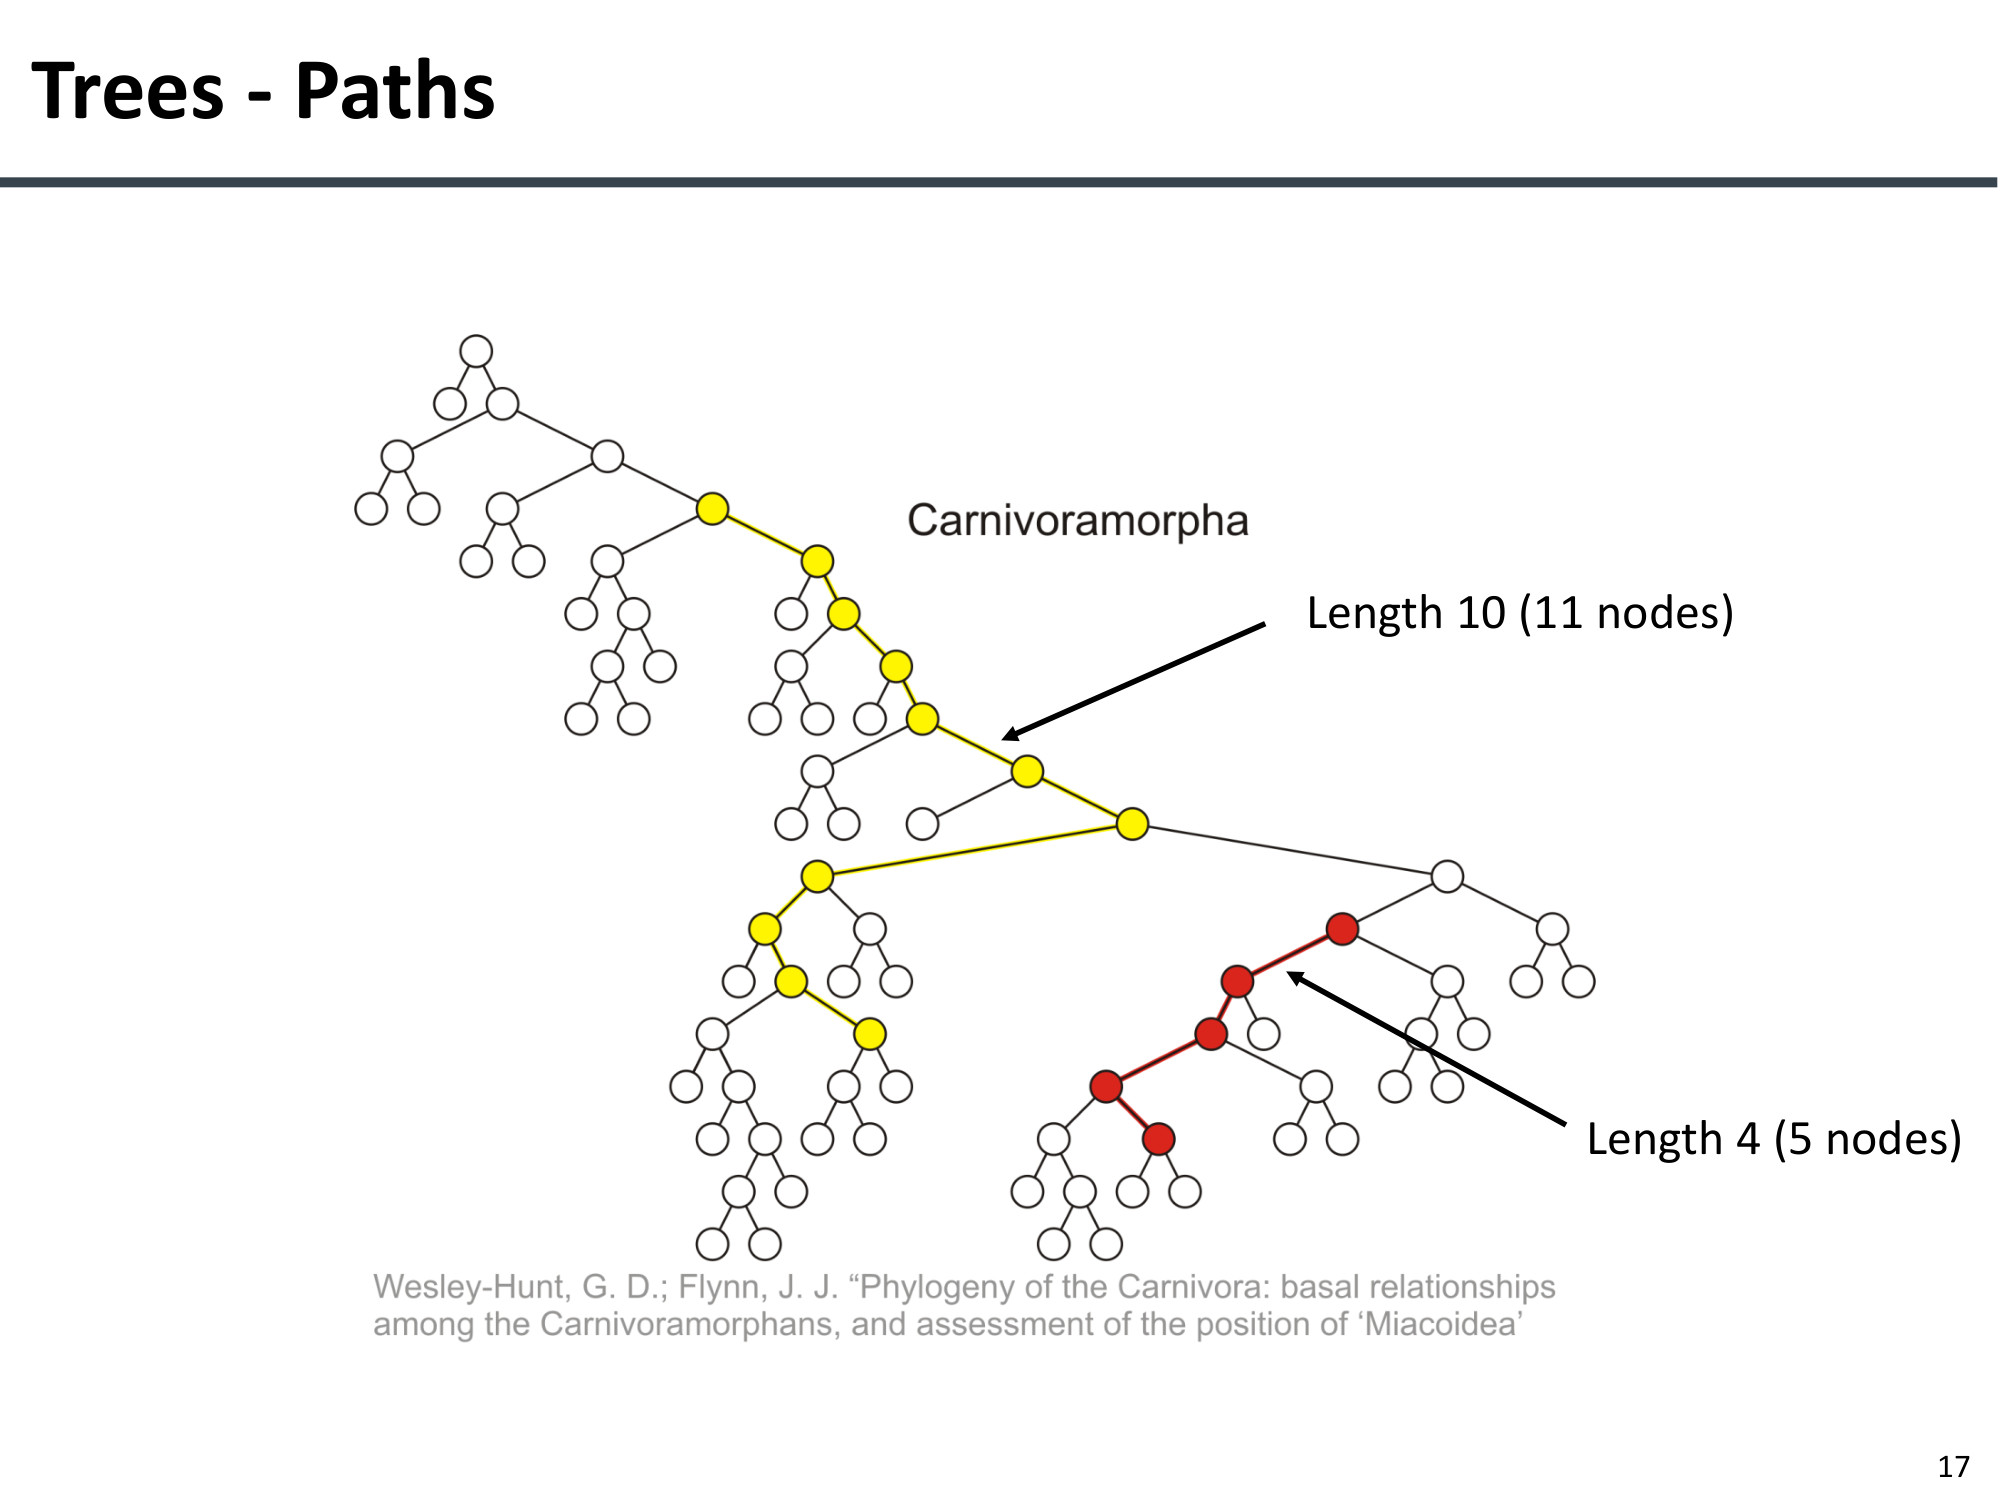 Trees - Paths
Carnivoramorpha
Length 10 (11 nodes)
Length 4 (5 nodes)
Wesley-Hunt, G. D.; Flynn, J. J. “Phylogeny of the Carnivora: basal relationships
among the Carnivoramorphans, and assessment of the position of ‘Miacoidea’
17